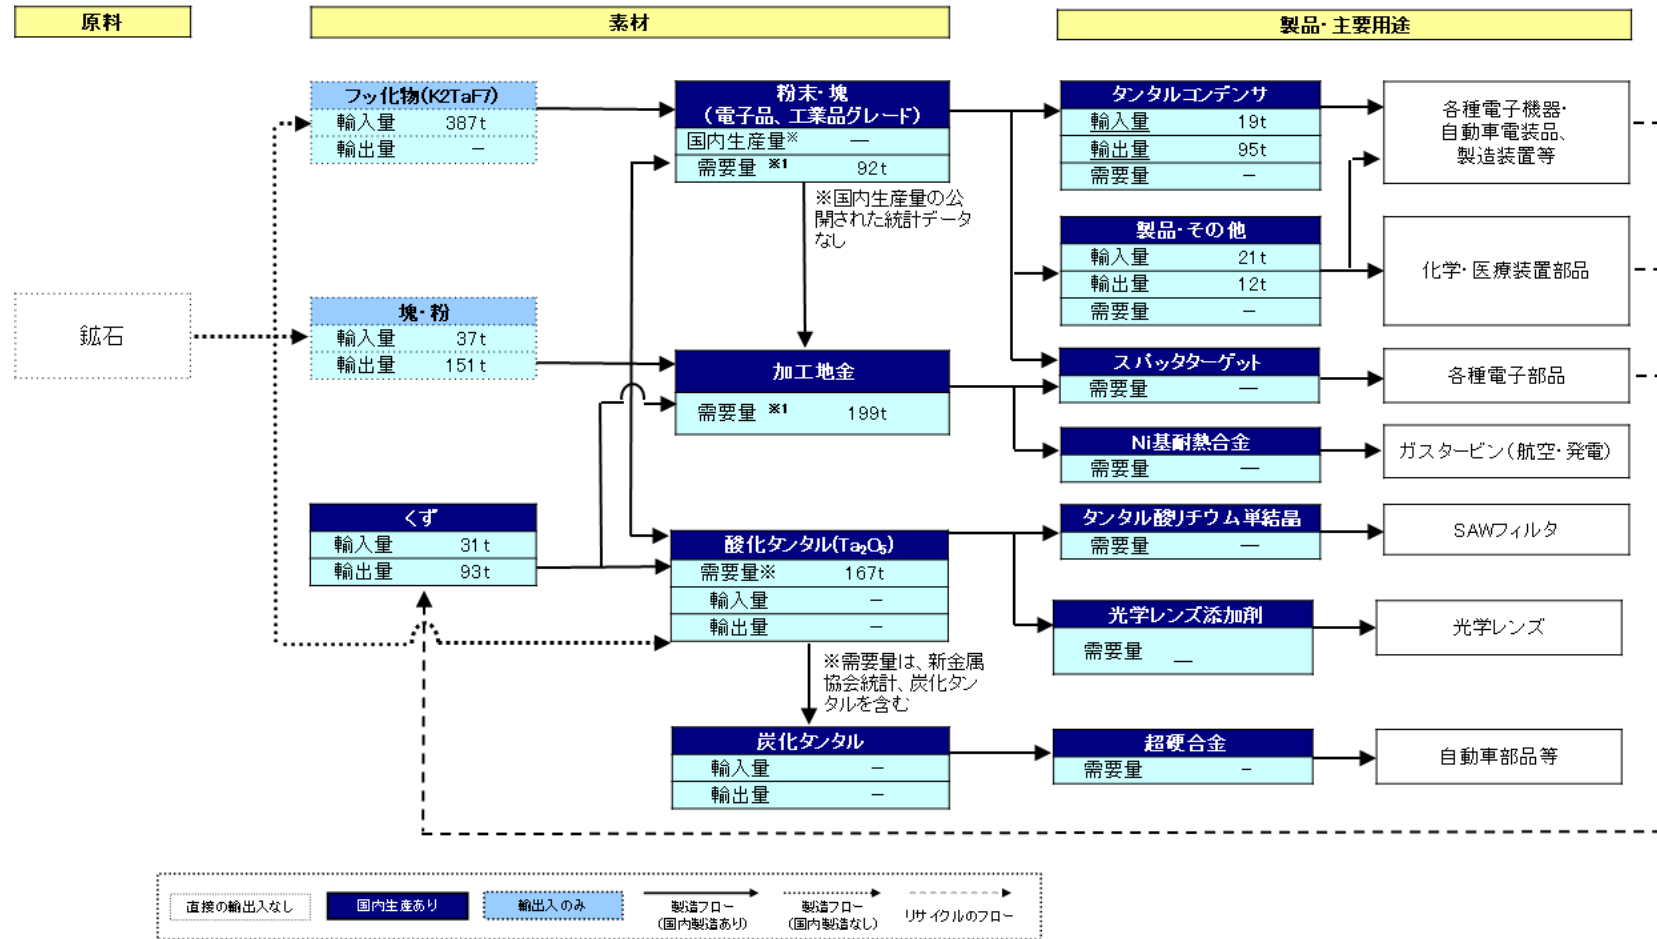 原料
素材
製品・主要用途
フッ化物(K2TaF7)
輸入量 387t
輸出量 －
粉末・塊
（電子品、工業品グレード）
国内生産量※ ―
需要量 ※1 92t
※国内生産量の公
開された統計データ
なし
タンタルコンデンサ
輸入量 19t
輸出量 95t
需要量 －
各種電子機器・
自動車電装品、
製造装置等
製品・その他
輸入量 21t
輸出量 12t
需要量 －
化学・医療装置部品
鉱石
塊・粉
輸入量 37t
輸出量 151t
加工地金
需要量 ※1 199t
スパッタターゲット
需要量 ―
各種電子部品
Ni基耐熱合金
需要量 ―
ガスタービン（航空・発電）
くず
輸入量 31t
輸出量 93t
酸化タンタル(Ta₂O₅)
需要量※ 167t
輸入量 －
輸出量 －
※需要量は、新金属
協会統計、炭化タン
タルを含む
タンタル酸リチウム単結晶
需要量 ―
SAWフィルタ
光学レンズ添加剤
需要量 ―
光学レンズ
炭化タンタル
輸入量 －
輸出量 －
超硬合金
需要量 －
自動車部品等
直接の輸出入なし
国内生産あり
輸出入のみ
製造フロー
（国内製造あり）
製造フロー
（国内製造なし）
リサイクルのフロー